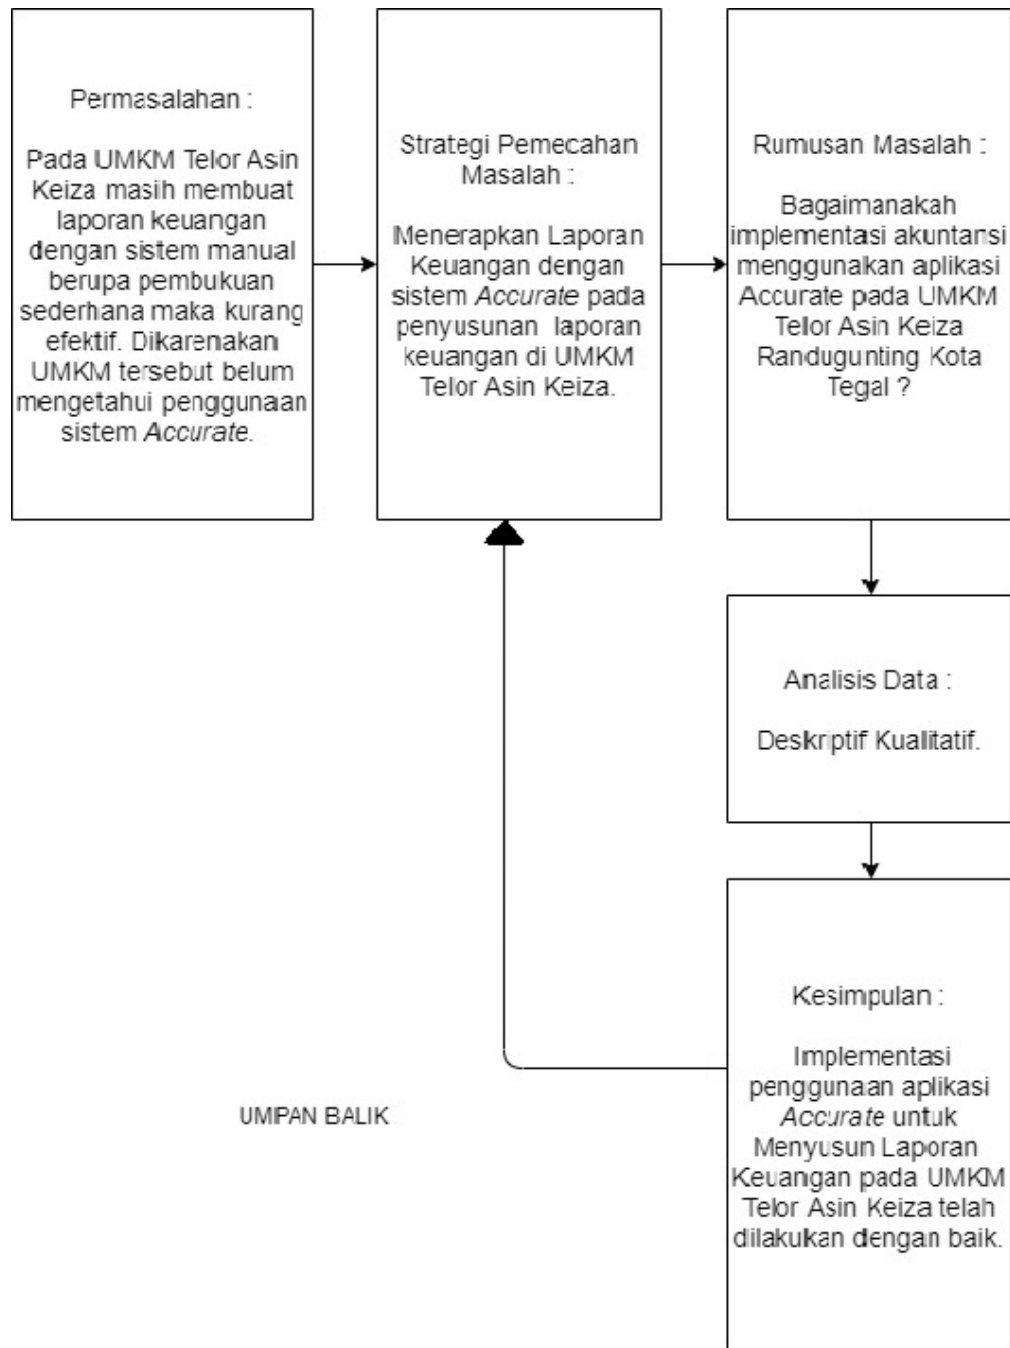 Permasalahan :
Pada UMKM Telor Asin
Keiza masih membuat
laporan keuangan
dengan sistem manual
berupa pembukuan
sederhana maka kurang
efektif. Dikarenakan
UMKM tersebut belum
mengetahui penggunaan
sistem Accurate.
Strategi Pemecahan
Masalah :
Menerapkan Laporan
Keuangan dengan
sistem Accurate pada
penyusunan laporan
keuangan di UMKM
Telor Asin Keiza.
Rumusan Masalah :
Bagaimanakah
implementasi akuntansi
menggunakan aplikasi
Accurate pada UMKM
Telor Asin Keiza
Randugunting Kota
Tegal ?
Analisis Data :
Deskriptif Kualitatif.
Kesimpulan :
Implementasi
penggunaan aplikasi
Accurate untuk
Menyusun Laporan
Keuangan pada UMKM
Telor Asin Keiza telah
dilakukan dengan baik.
UMPAN BALIK